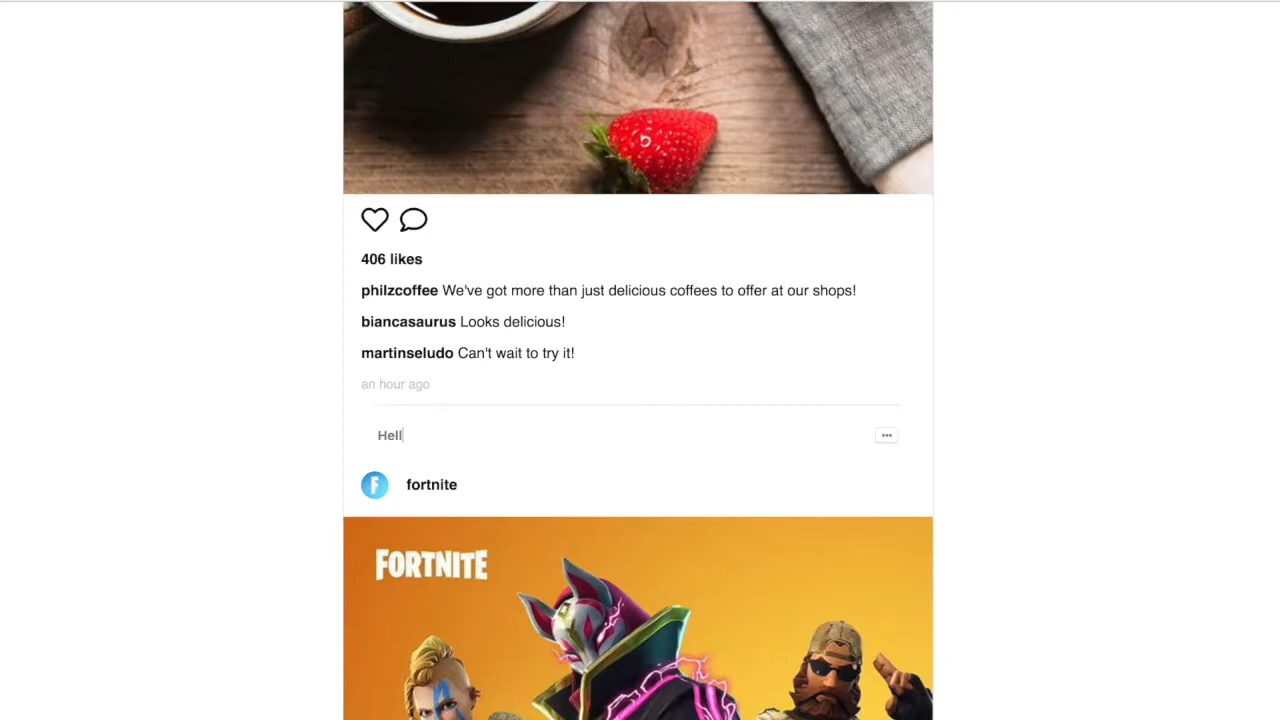 406 likes
philzcoffee We've got more than just delicious coffees to offer at our shops!
biancasaurus Looks delicious!
martinseludo Can't wait to try it!
an hour ago
Hell
•••
F fortnite
FORTNITE